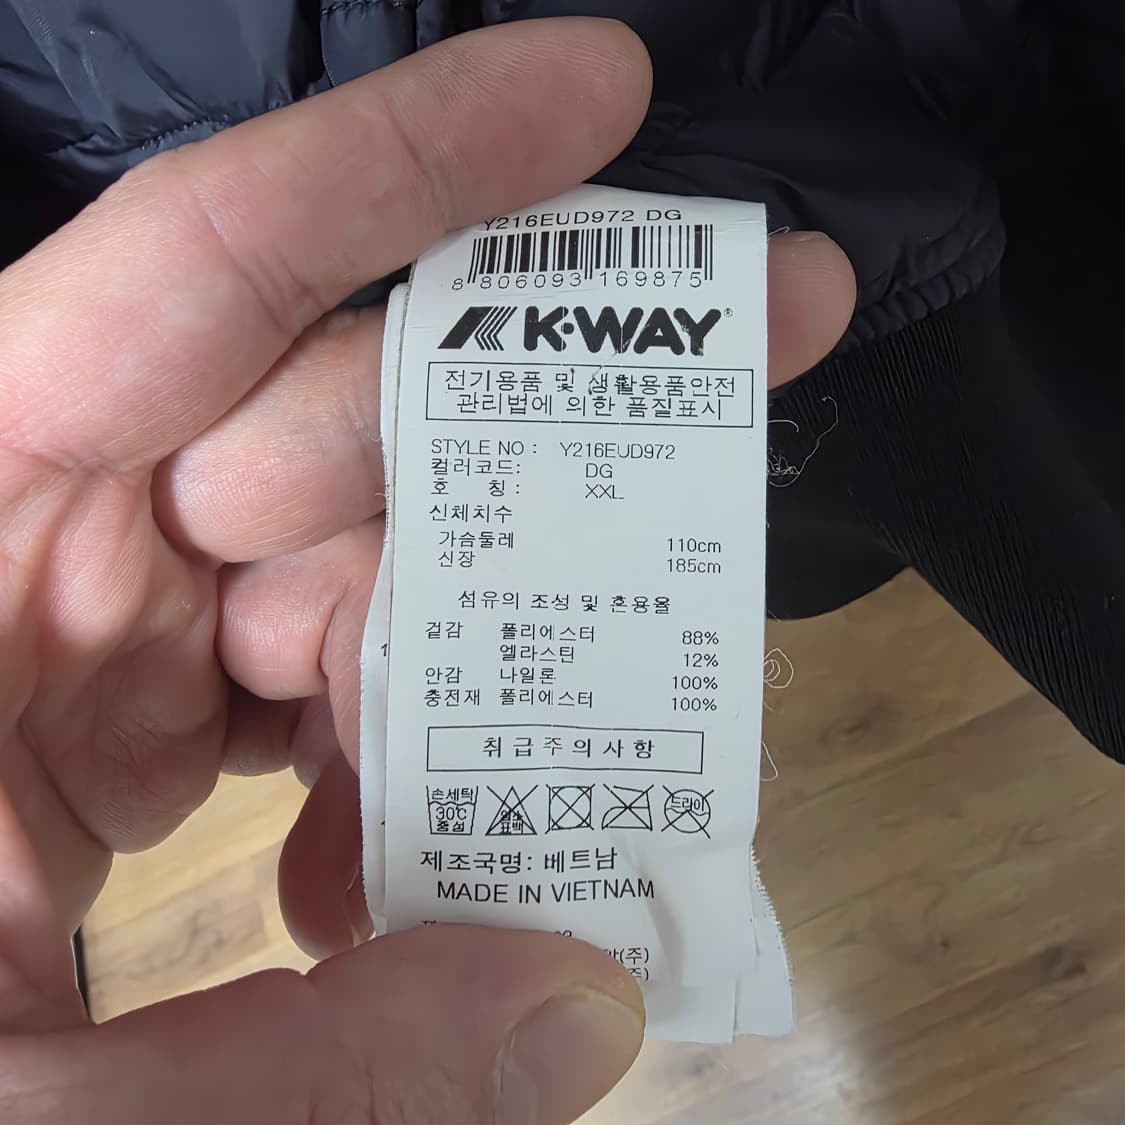 Y216EUD972 DG
8 806093 169875
K·WAY®
전기용품 및 생활용품안전
관리법에 의한 품질표시
STYLE NO : Y216EUD972
컬러코드: DG
호 칭 : XXL
신체치수
가슴둘레 110cm
신장 185cm
섬유의 조성 및 혼용율
겉감 폴리에스터 88%
엘라스틴 12%
안감 나일론 100%
충전재 폴리에스터 100%
취급주의사항
손세탁 30℃ 중성
염소 표백
드라이
제조국명: 베트남
MADE IN VIETNAM
(주)